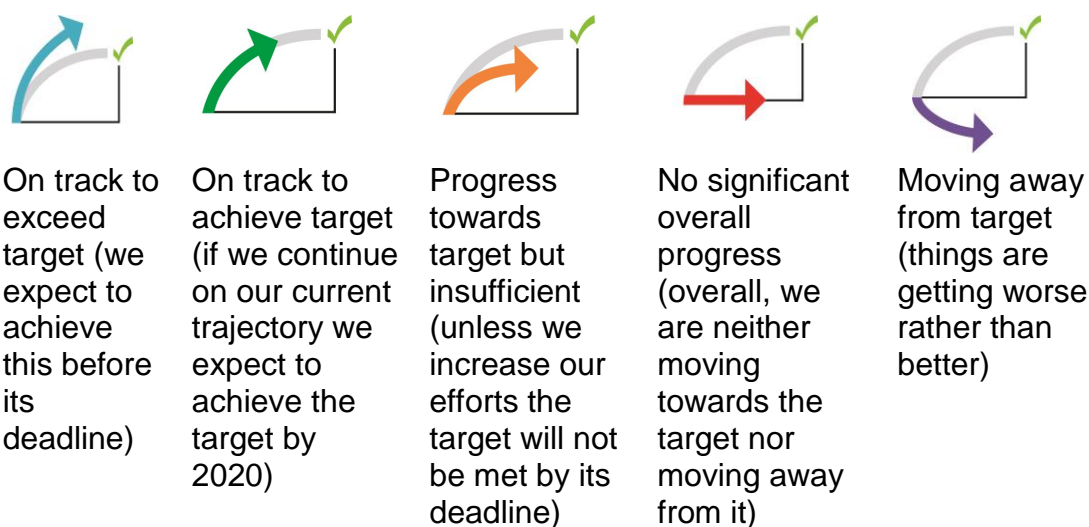 On track to
exceed
target (we
expect to
achieve
this before
its
deadline)
On track to
achieve target
(if we continue
on our current
trajectory we
expect to
achieve the
target by
2020)
Progress
towards
target but
insufficient
(unless we
increase our
efforts the
target will not
be met by its
deadline)
No significant
overall
progress
(overall, we
are neither
moving
towards the
target nor
moving away
from it)
Moving away
from target
(things are
getting worse
rather than
better)